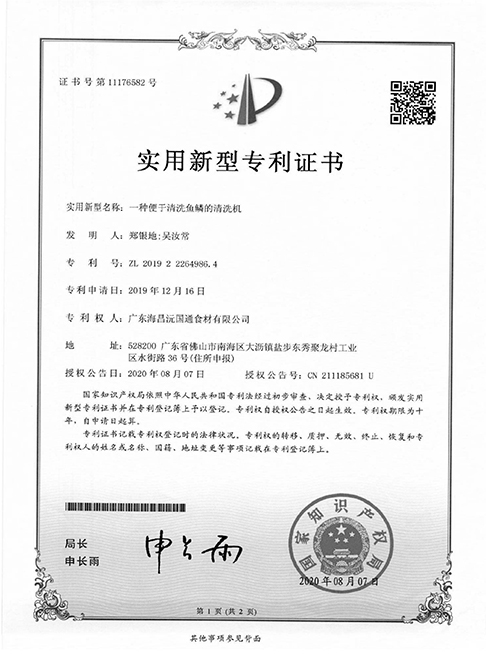 证书号第11176582号
实用新型专利证书
实用新型名称：一种便于清洗鱼鳞的清洗机
发 明 人：郑银地;吴汝常
专 利 号：ZL 2019 2 2264986.4
专利申请日：2019年12月16日
专 利 权 人：广东海昌沅国通食材有限公司
地 址：528200 广东省佛山市南海区大沥镇盐步东秀聚龙村工业
区水街路36号(住所申报)
授权公告日：2020年08月07日 授权公告号：CN 211185681 U
国家知识产权局依照中华人民共和国专利法经过初步审查，决定授予专利权，颁发实用
新型专利证书并在专利登记簿上予以登记。专利权自授权公告之日起生效。专利权期限为十
年，自申请日起算。
专利证书记载专利权登记时的法律状况。专利权的转移、质押、无效、终止、恢复和专
利权人的姓名或名称、国籍、地址变更等事项记载在专利登记簿上。
局长
申长雨
申长雨
国家知识产权局
2020年08月07日
第1页(共2页)
其他事项参见背面